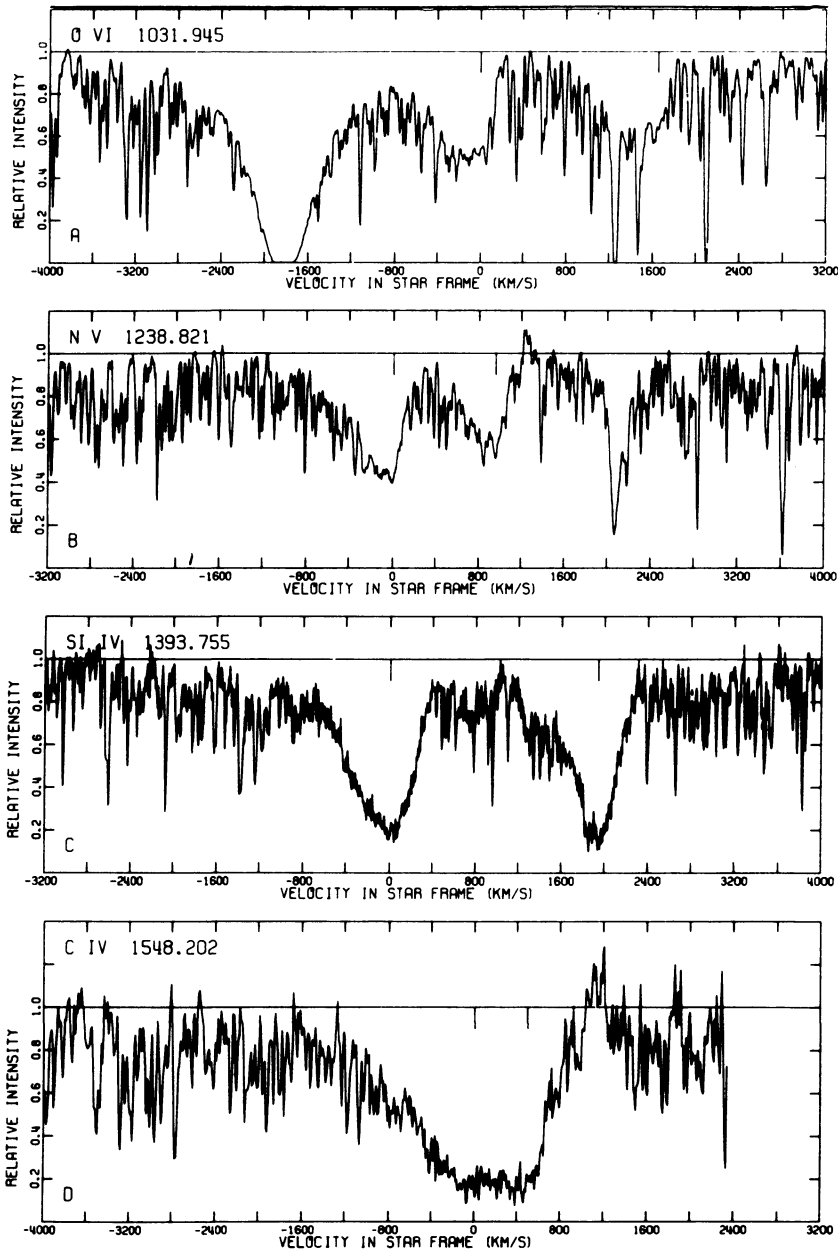 O VI 1031.945
RELATIVE INTENSITY
1.0
0.8
0.6
0.4
0.2
A
-4000 -3200 -2400 -1600 -800 0 800 1600 2400 3200
VELOCITY IN STAR FRAME (KM/S)
N V 1238.821
RELATIVE INTENSITY
1.0
0.8
0.6
0.4
0.2
B
-3200 -2400 -1600 -800 0 800 1600 2400 3200 4000
VELOCITY IN STAR FRAME (KM/S)
SI IV 1393.755
RELATIVE INTENSITY
1.0
0.8
0.6
0.4
0.2
C
-3200 -2400 -1600 -800 0 800 1600 2400 3200 4000
VELOCITY IN STAR FRAME (KM/S)
C IV 1548.202
RELATIVE INTENSITY
1.0
0.8
0.6
0.4
0.2
D
-4000 -3200 -2400 -1600 -800 0 800 1600 2400 3200
VELOCITY IN STAR FRAME (KM/S)